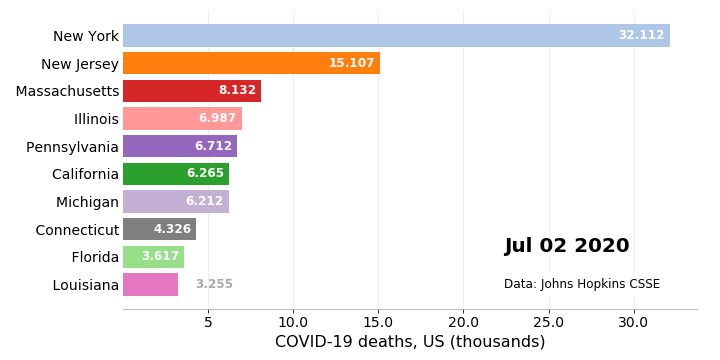 New York 32.112
New Jersey 15.107
Massachusetts 8.132
Illinois 6.987
Pennsylvania 6.712
California 6.265
Michigan 6.212
Connecticut 4.326
Florida 3.617
Louisiana 3.255
Jul 02 2020
Data: Johns Hopkins CSSE
5 10.0 15.0 20.0 25.0 30.0
COVID-19 deaths, US (thousands)